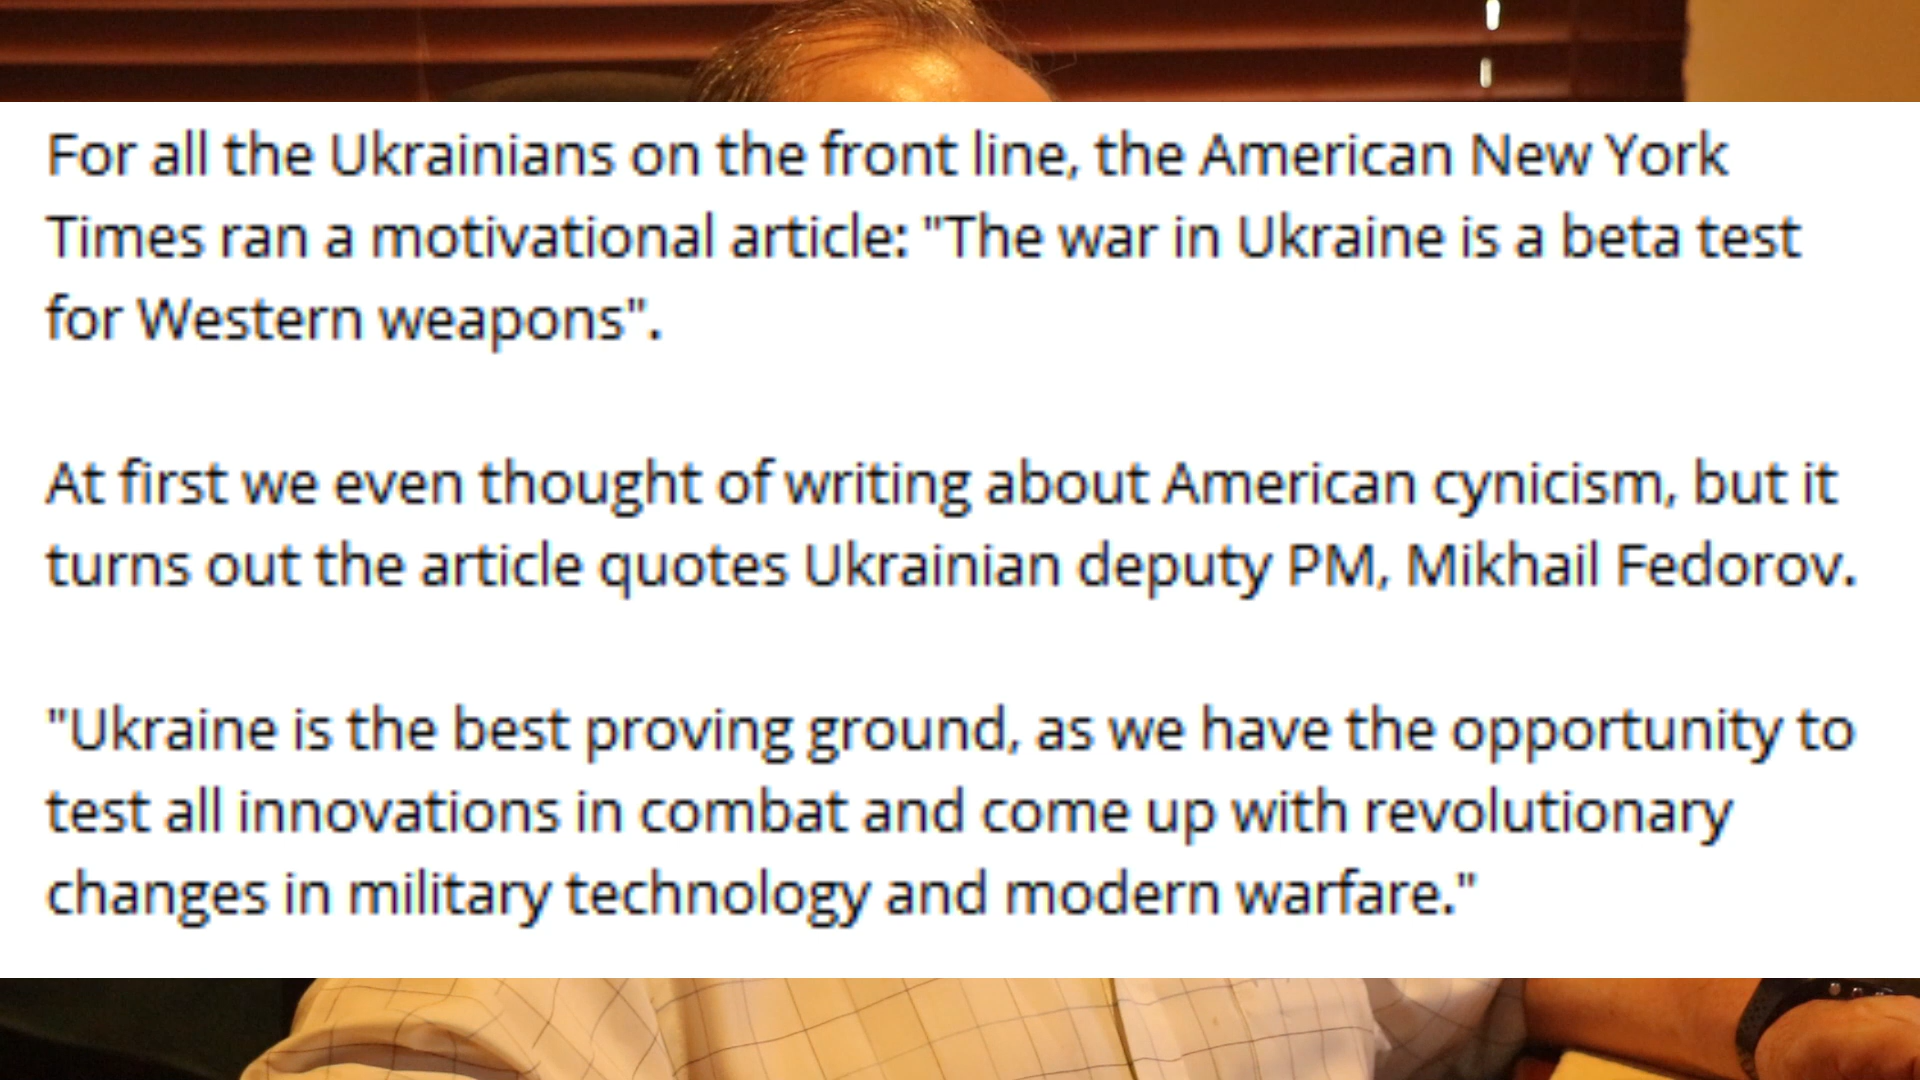 For all the Ukrainians on the front line, the American New York
Times ran a motivational article: "The war in Ukraine is a beta test
for Western weapons".
At first we even thought of writing about American cynicism, but it
turns out the article quotes Ukrainian deputy PM, Mikhail Fedorov.
"Ukraine is the best proving ground, as we have the opportunity to
test all innovations in combat and come up with revolutionary
changes in military technology and modern warfare."